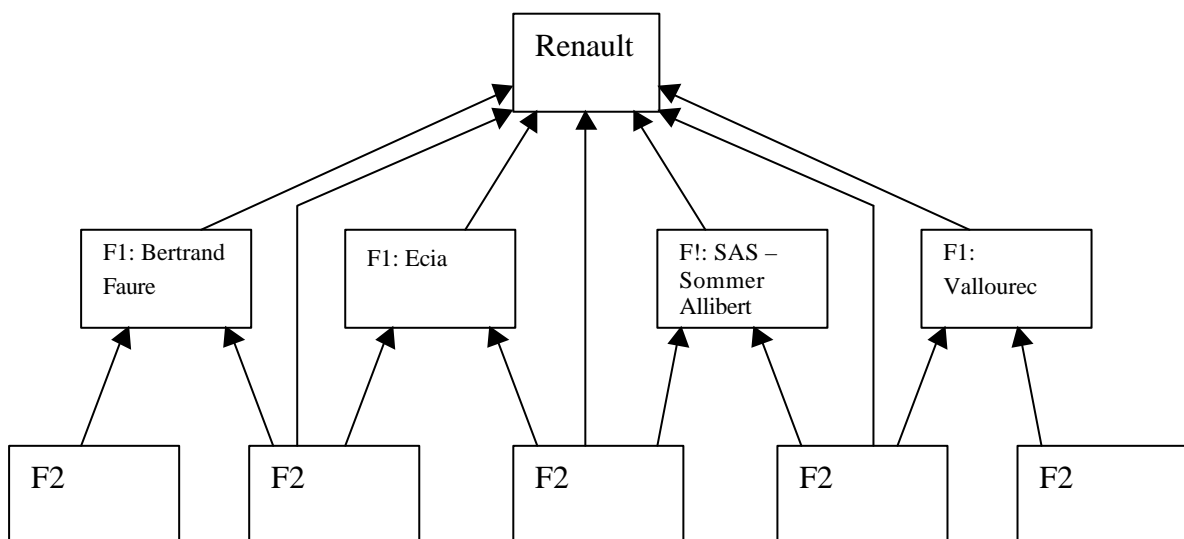 Renault
F1: Bertrand
Faure
F1: Ecia
F!: SAS –
Sommer
Allibert
F1:
Vallourec
F2
F2
F2
F2
F2